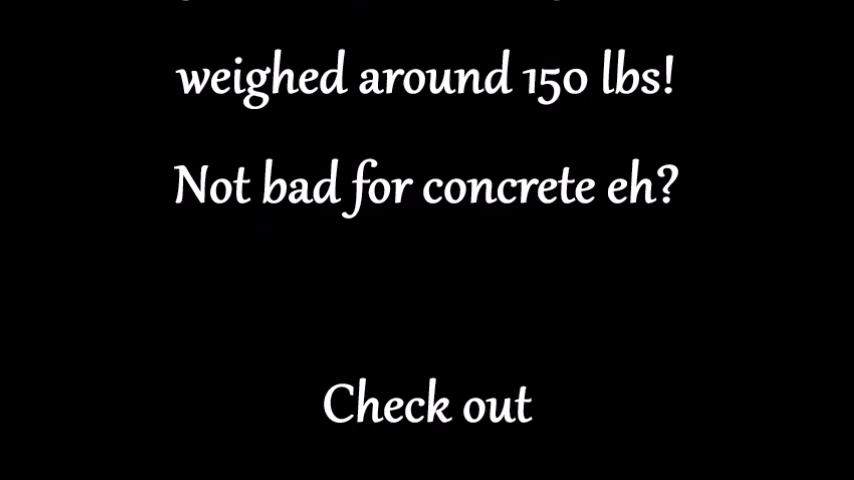 weighed around 150 lbs!
Not bad for concrete eh?
Check out